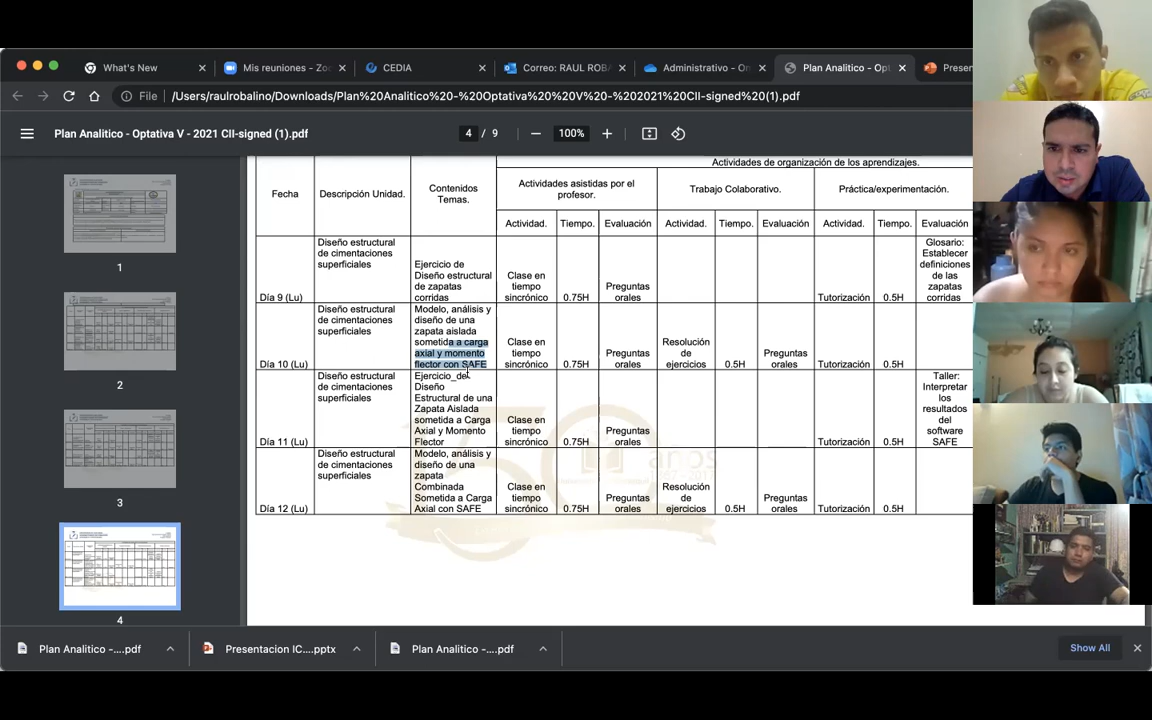 What's New
Mis reuniones - Zoo
CEDIA
Correo: RAUL ROBA
Administrativo - On
Plan Analitico - Opt
Presen
File
/Users/raulrobalino/Downloads/Plan%20Analitico%20-%20Optativa%20%20V%20-%202021%20CII-signed%20(1).pdf
Plan Analitico - Optativa V - 2021 CII-signed (1).pdf
4 / 9
100%
1
2
3
4
Actividades de organización de los aprendizajes.
Fecha
Descripción Unidad.
Contenidos
Temas.
Actividades asistidas por el
profesor.
Trabajo Colaborativo.
Práctica/experimentación.
Actividad.
Tiempo.
Evaluación
Actividad.
Tiempo.
Evaluación
Actividad.
Tiempo.
Evaluación
Día 9 (Lu)
Diseño estructural
de cimentaciones
superficiales
Ejercicio de
Diseño estructural
de zapatas
corridas
Clase en
tiempo
sincrónico
0.75H
Preguntas
orales
Tutorización
0.5H
Glosario:
Establecer
definiciones
de las
zapatas
corridas
Día 10 (Lu)
Diseño estructural
de cimentaciones
superficiales
Modelo, análisis y
diseño de una
zapata aislada
sometida a carga
axial y momento
flector con SAFE
Clase en
tiempo
sincrónico
0.75H
Preguntas
orales
Resolución
de
ejercicios
0.5H
Preguntas
orales
Tutorización
0.5H
Día 11 (Lu)
Diseño estructural
de cimentaciones
superficiales
Ejercicio de
Diseño
Estructural de una
Zapata Aislada
sometida a Carga
Axial y Momento
Flector
Clase en
tiempo
sincrónico
0.75H
Preguntas
orales
Tutorización
0.5H
Taller:
Interpretar
los
resultados
del
software
SAFE
Día 12 (Lu)
Diseño estructural
de cimentaciones
superficiales
Modelo, análisis y
diseño de una
zapata
Combinada
Sometida a Carga
Axial con SAFE
Clase en
tiempo
sincrónico
0.75H
Preguntas
orales
Resolución
de
ejercicios
0.5H
Preguntas
orales
Tutorización
0.5H
años
Plan Analitico -....pdf
Presentacion IC....pptx
Plan Analitico -....pdf
Show All